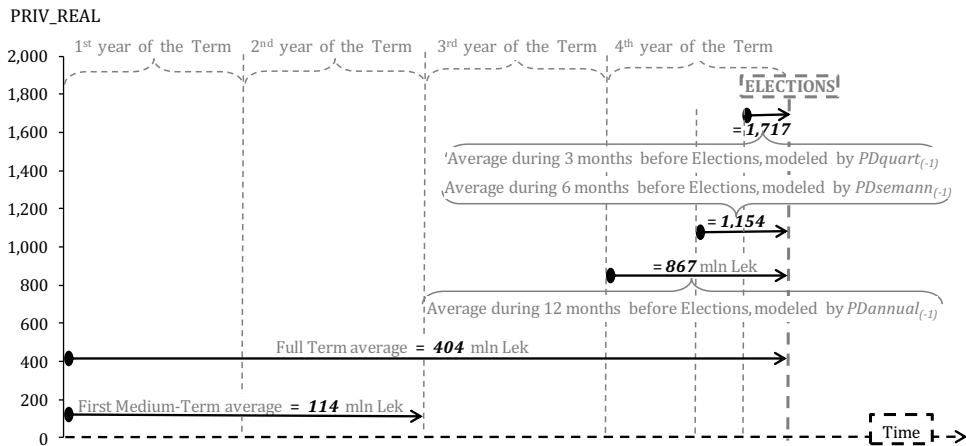 PRIV_REAL
2,000
1,800
1,600
1,400
1,200
1,000
800
600
400
200
0
1st year of the Term
2nd year of the Term
3rd year of the Term
4th year of the Term
ELECTIONS
= 1,717
'Average during 3 months before Elections, modeled by PDquart(-1)
Average during 6 months before Elections, modeled by PDsemann(-1)
= 1,154
= 867 mln Lek
Average during 12 months before Elections, modeled by PDannual(-1)
Full Term average = 404 mln Lek
First Medium-Term average = 114 mln Lek
Time